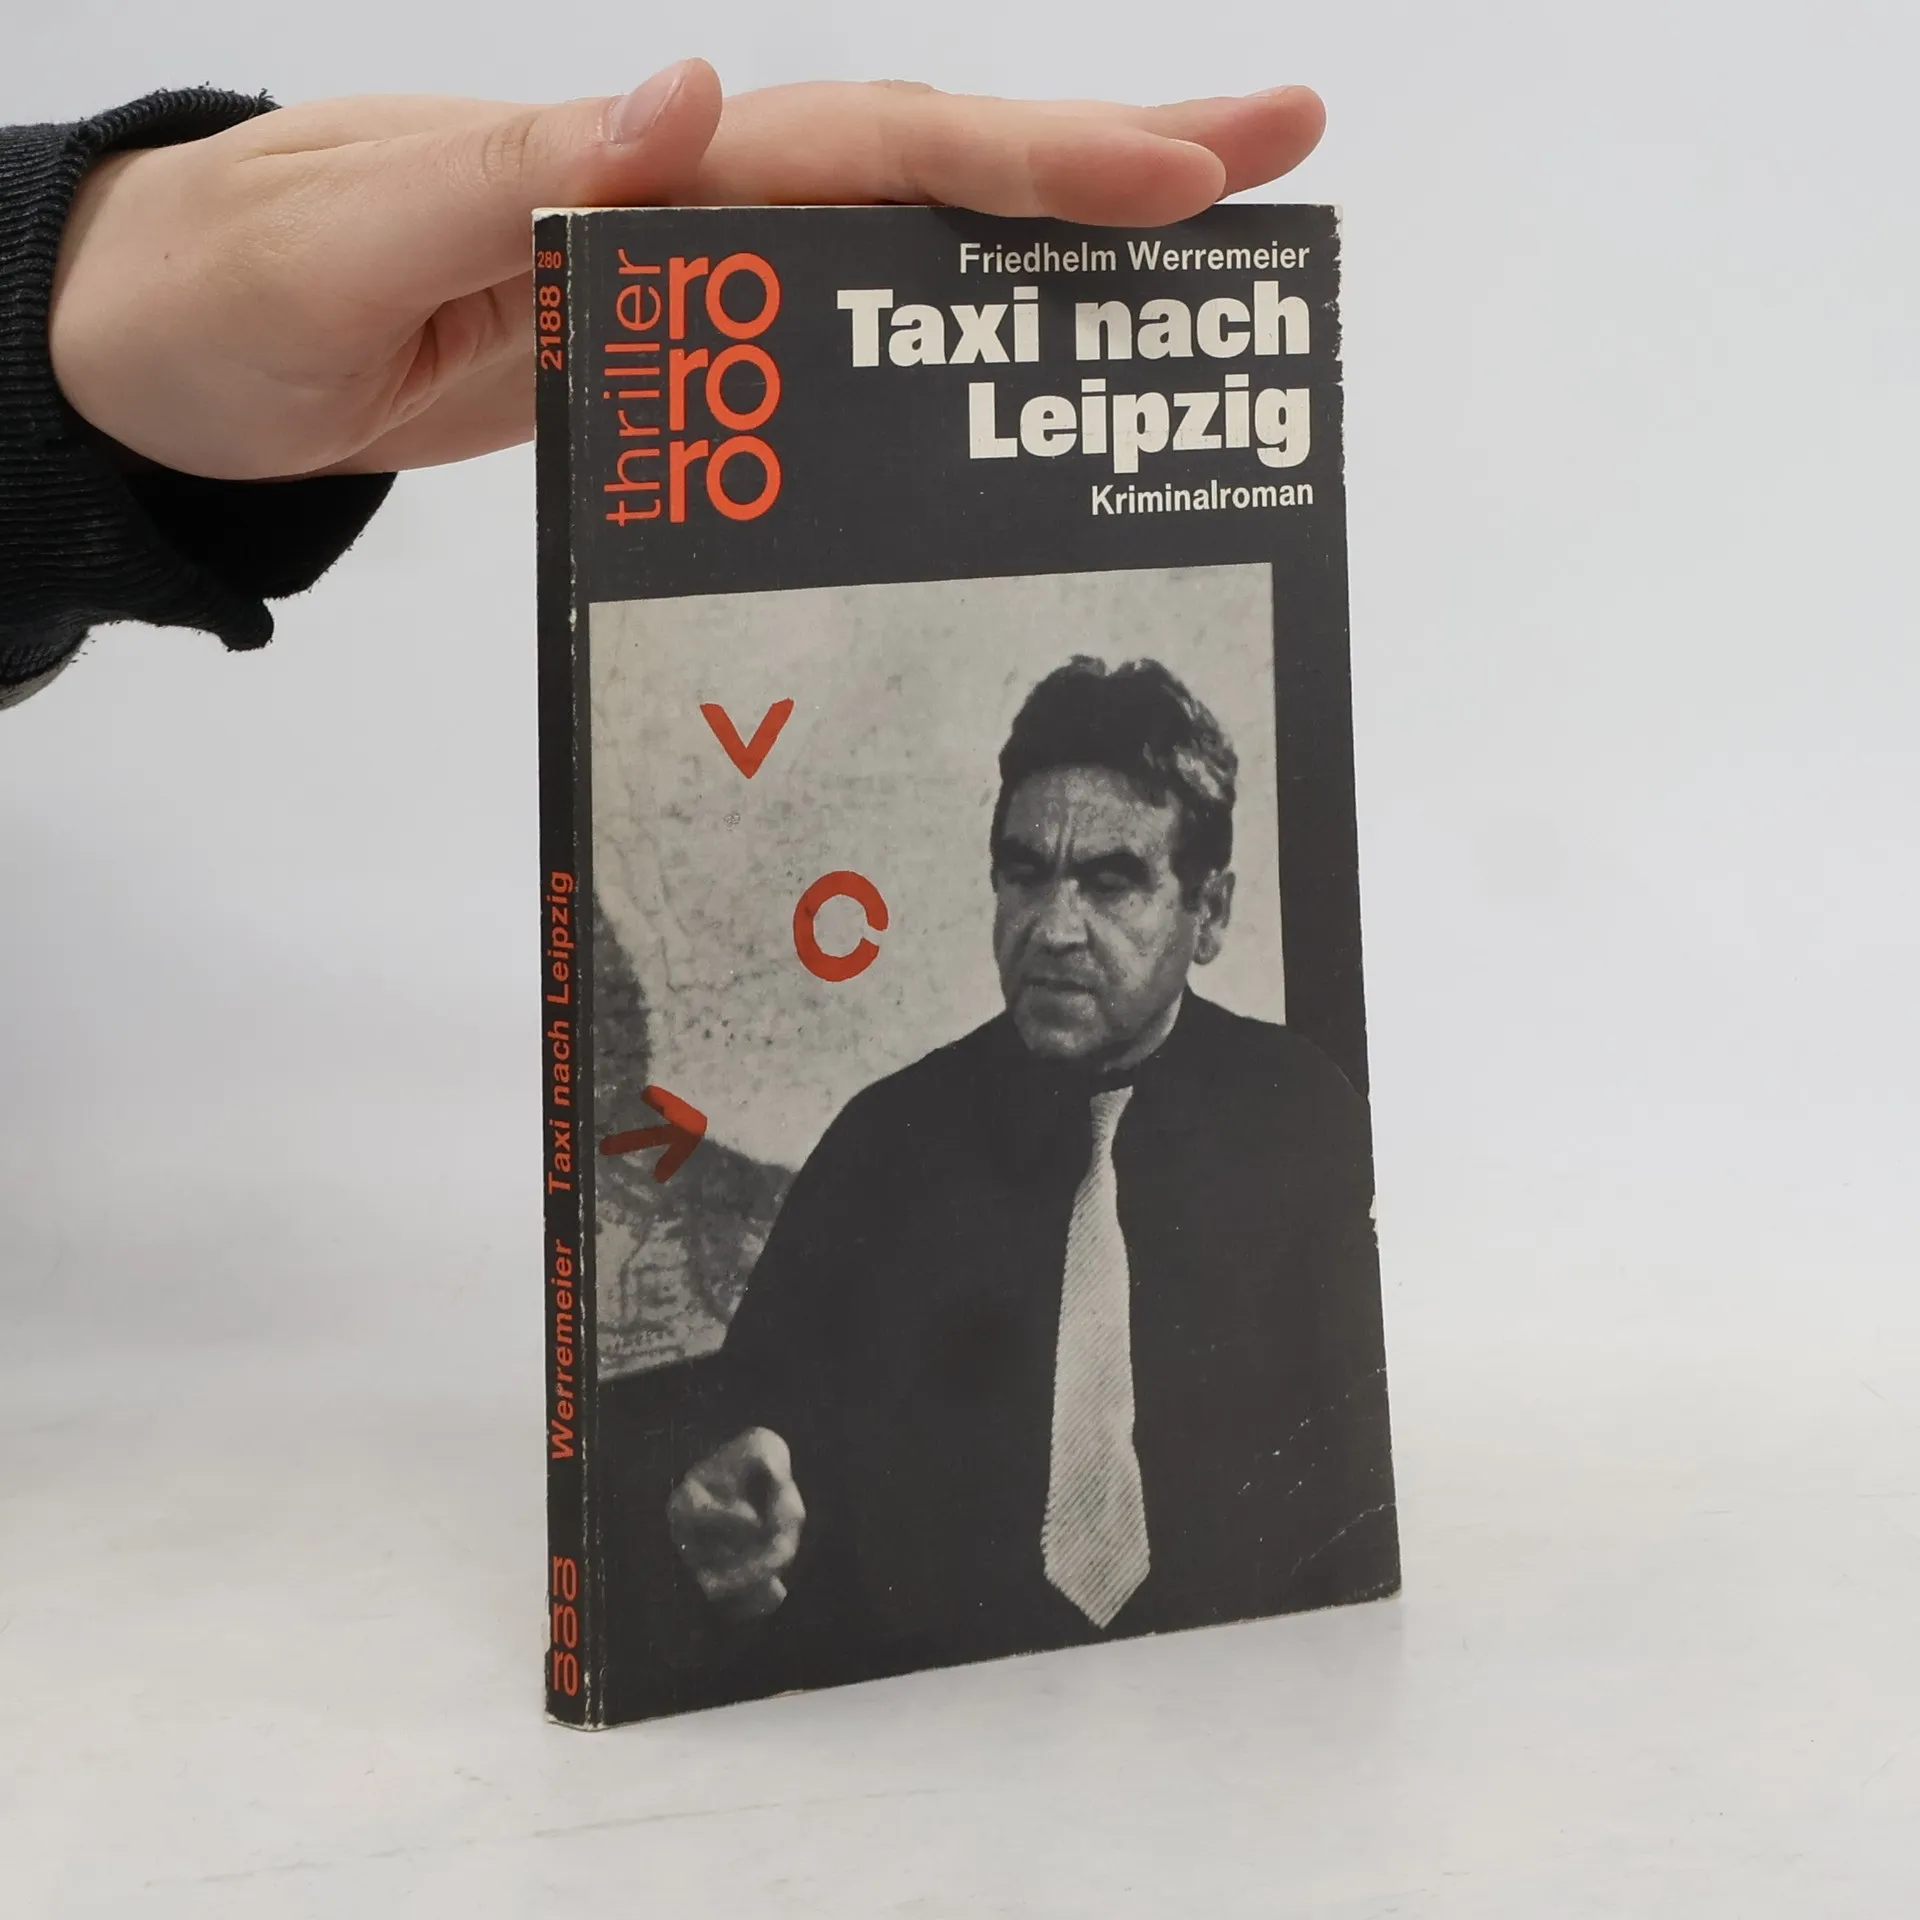 280
2188
Werremeier Taxi nach Leipzig
ro
ro
ro
thriller
ro
ro
ro
Friedhelm Werremeier
Taxi nach
Leipzig
Kriminalroman
V
C
→